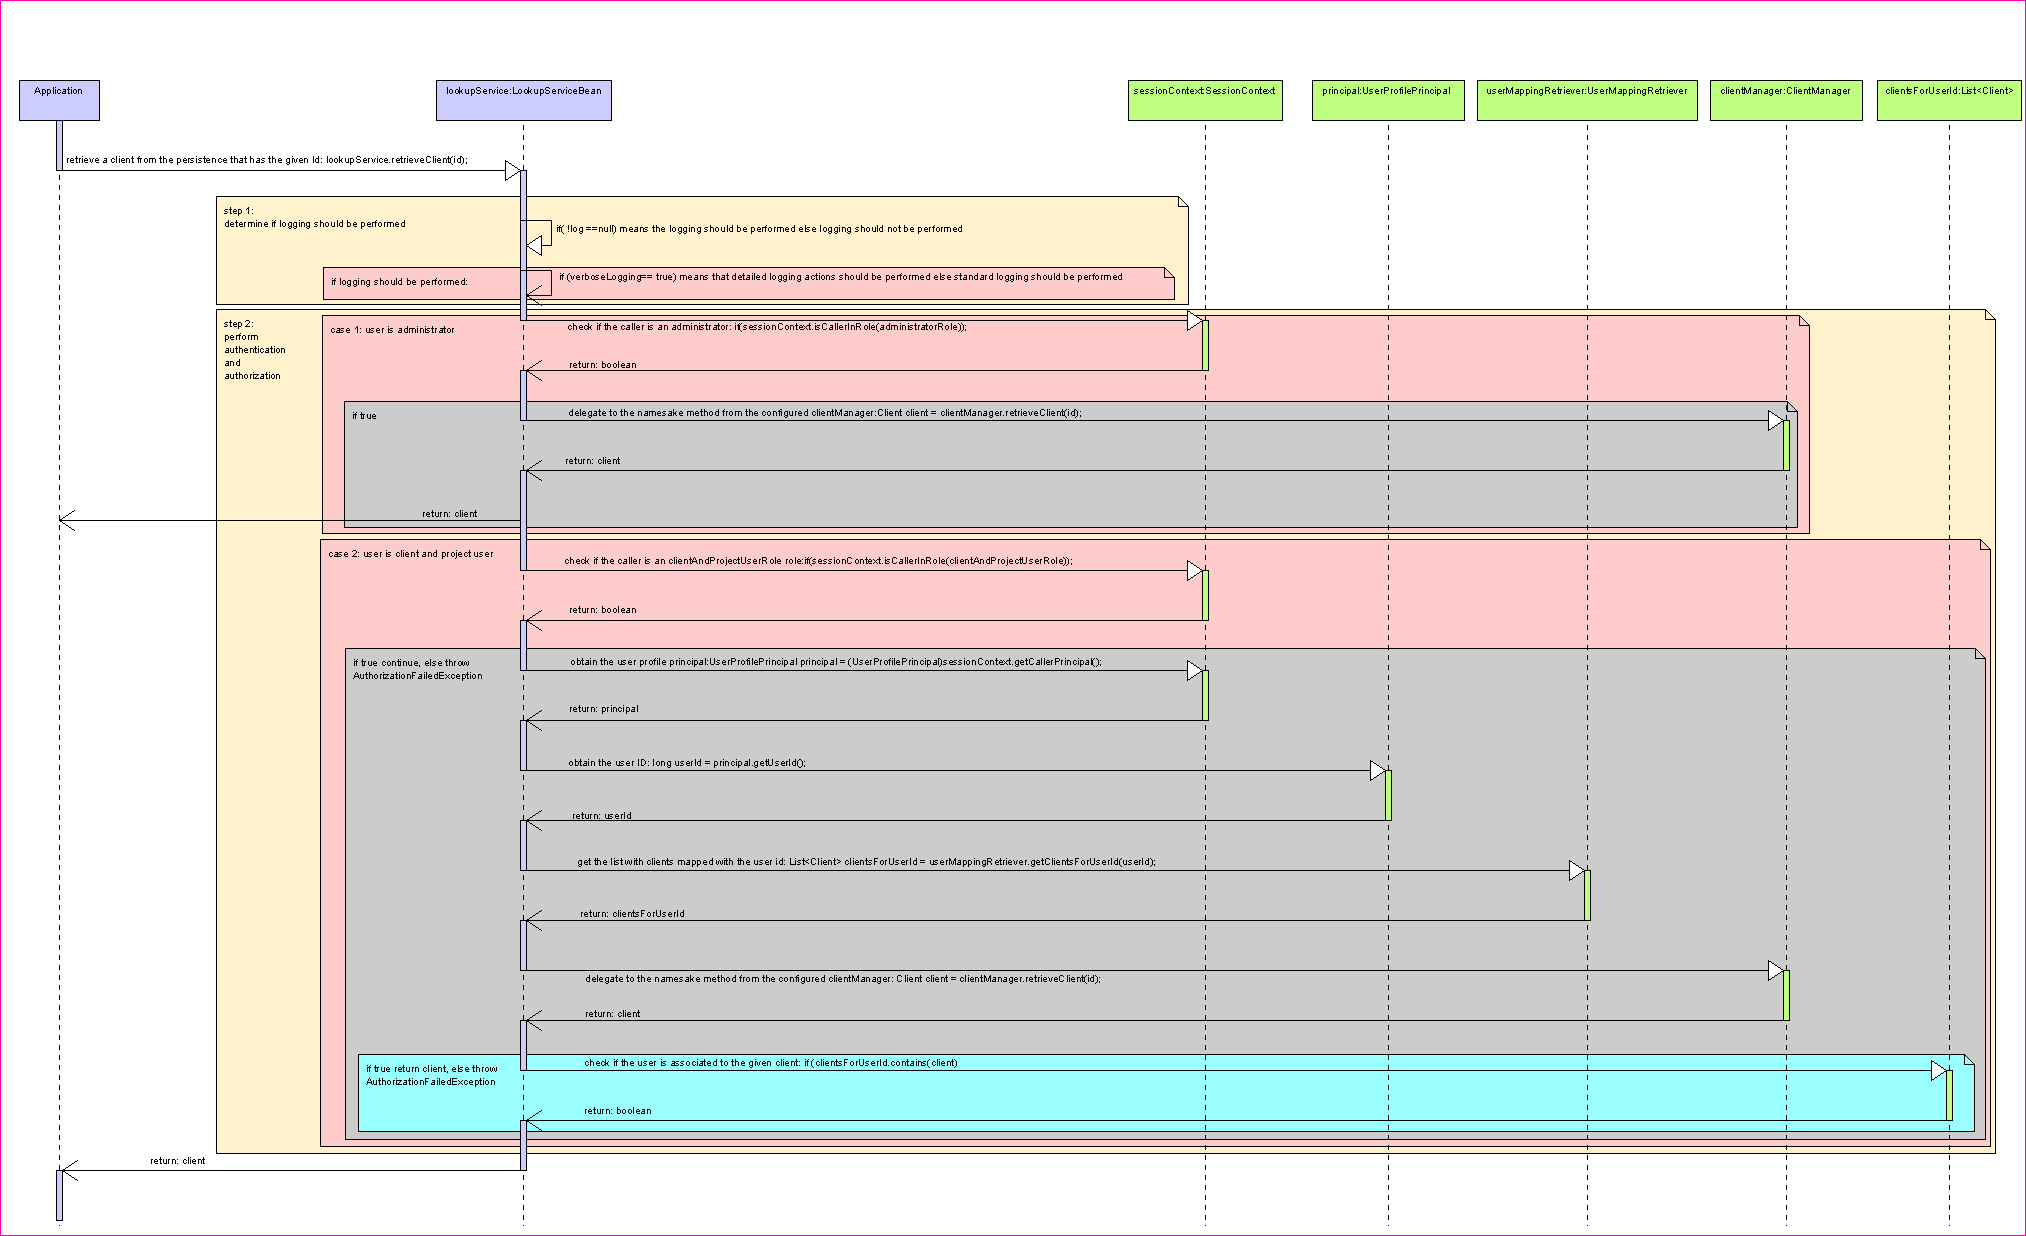 Application
lookupService:LookupServiceBean
sessionContext:SessionContext
principal:UserProfilePrincipal
userMappingRetriever:UserMappingRetriever
clientManager:ClientManager
clientsForUserId:List<Client>
retrieve a client from the persistence that has the given Id: lookupService.retrieveClient(id);
step 1:
determine if logging should be performed
if( !log ==null) means the logging should be performed else logging should not be performed
if logging should be performed:
if (verboseLogging== true) means that detailed logging actions should be performed else standard logging should be performed
step 2:
perform
authentication
and
authorization
case 1: user is administrator
check if the caller is an administrator: if(sessionContext.isCallerInRole(administratorRole));
return: boolean
if true
delegate to the namesake method from the configured clientManager:Client client = clientManager.retrieveClient(id);
return: client
return: client
case 2: user is client and project user
check if the caller is an clientAndProjectUserRole role:if(sessionContext.isCallerInRole(clientAndProjectUserRole));
return: boolean
if true continue, else throw
AuthorizationFailedException
obtain the user profile principal:UserProfilePrincipal principal = (UserProfilePrincipal)sessionContext.getCallerPrincipal();
return: principal
obtain the user ID: long userId = principal.getUserId();
return: userId
get the list with clients mapped with the user id: List<Client> clientsForUserId = userMappingRetriever.getClientsForUserId(userId);
return: clientsForUserId
delegate to the namesake method from the configured clientManager: Client client = clientManager.retrieveClient(id);
return: client
if true return client, else throw
AuthorizationFailedException
check if the user is associated to the given client: if (clientsForUserId.contains(client)
return: boolean
return: client